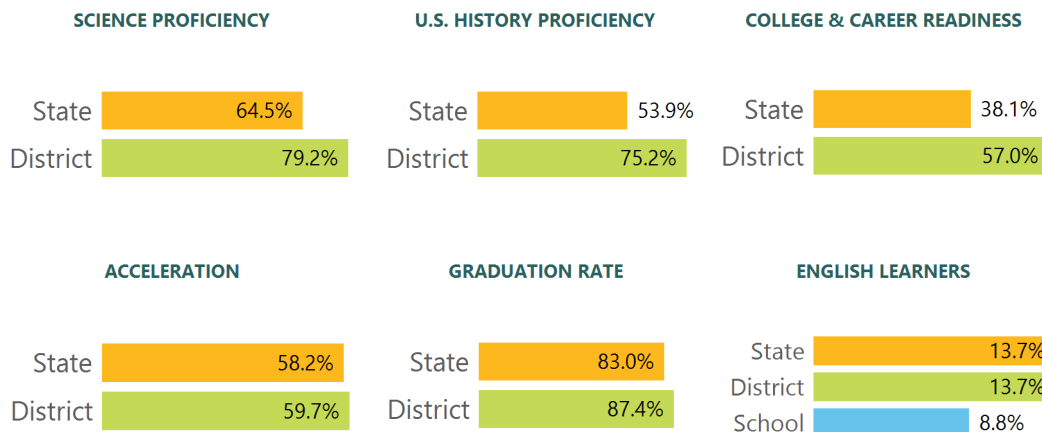 SCIENCE PROFICIENCY
State 64.5%
District 79.2%
U.S. HISTORY PROFICIENCY
State 53.9%
District 75.2%
COLLEGE & CAREER READINESS
State 38.1%
District 57.0%
ACCELERATION
State 58.2%
District 59.7%
GRADUATION RATE
State 83.0%
District 87.4%
ENGLISH LEARNERS
State 13.7%
District 13.7%
School 8.8%